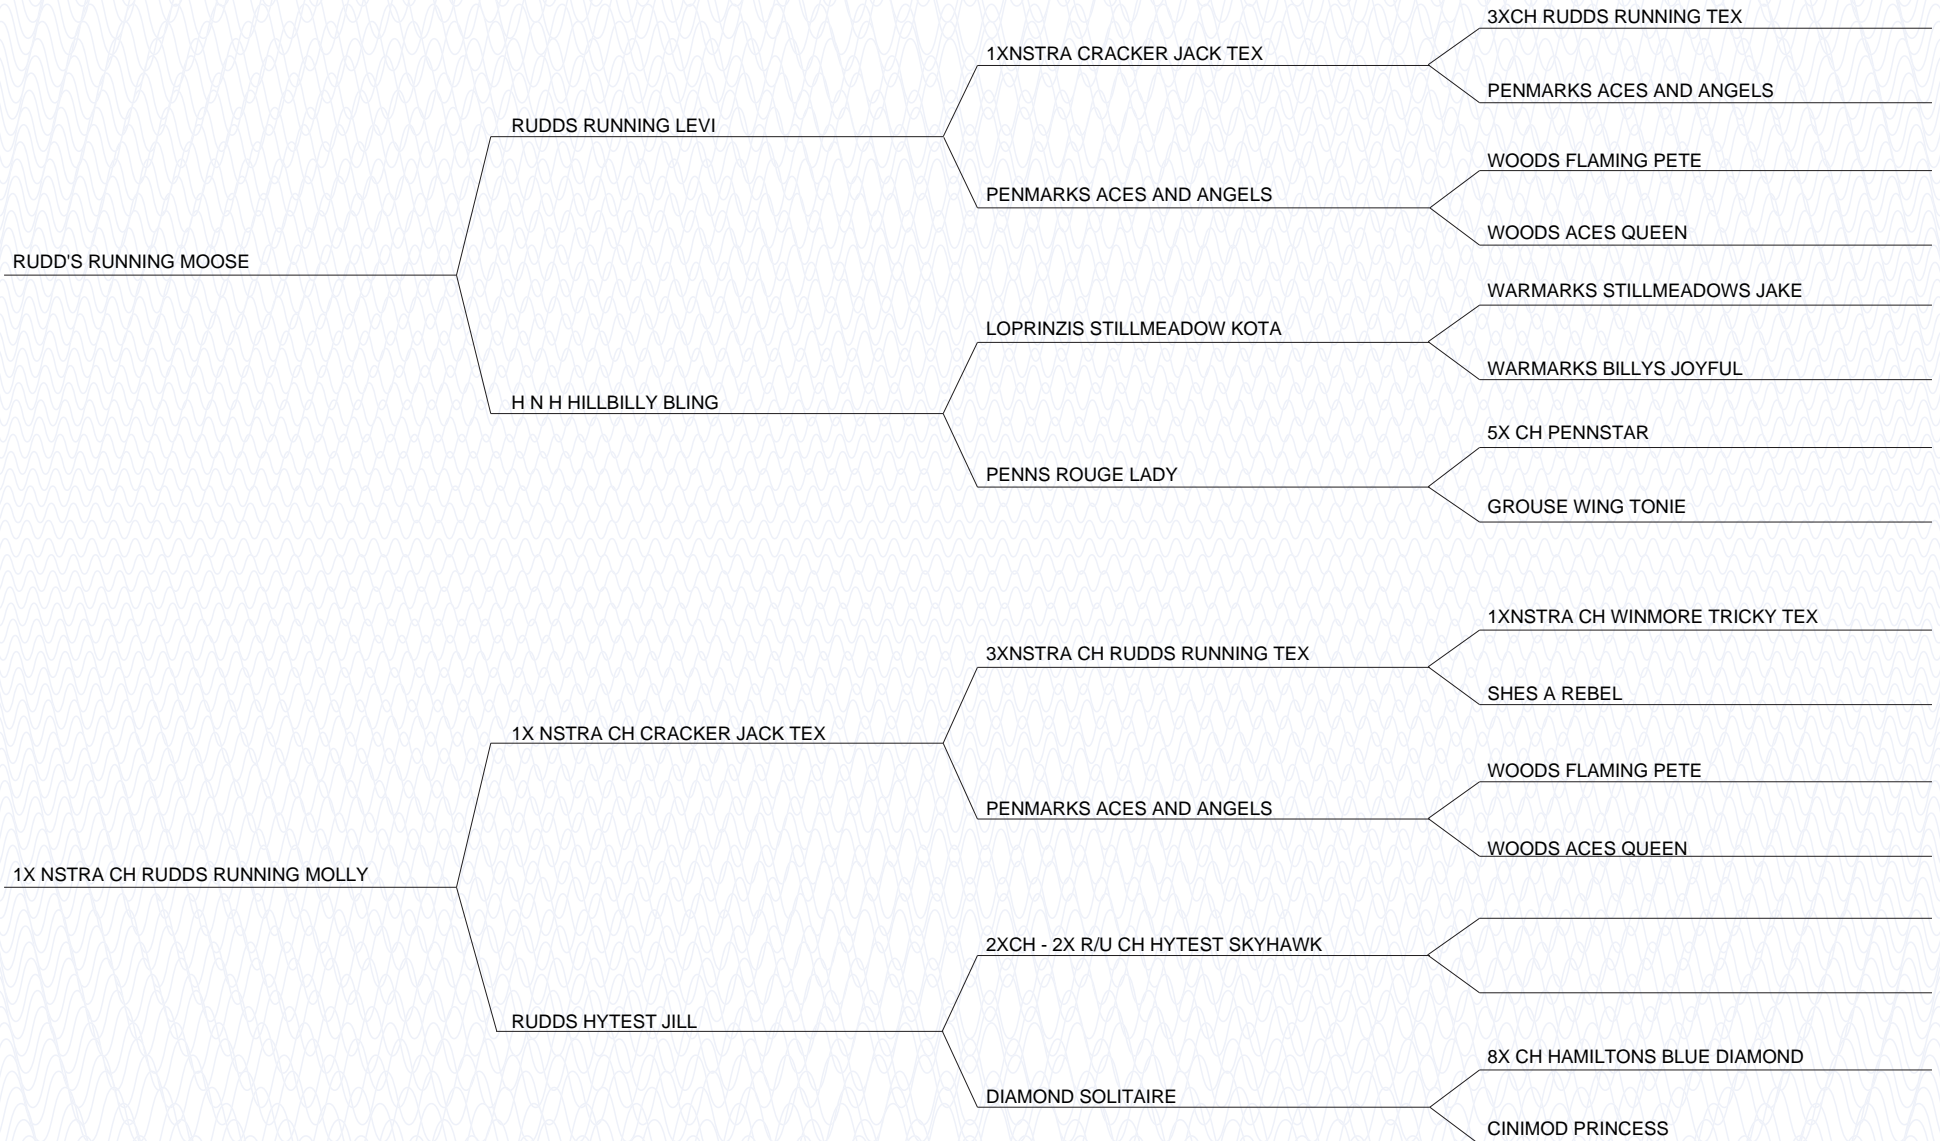 3XCH RUDDS RUNNING TEX
1XNSTRA CRACKER JACK TEX
PENMARKS ACES AND ANGELS
RUDDS RUNNING LEVI
WOODS FLAMING PETE
PENMARKS ACES AND ANGELS
WOODS ACES QUEEN
RUDD'S RUNNING MOOSE
WARMARKS STILLMEADOWS JAKE
LOPRINZIS STILLMEADOW KOTA
WARMARKS BILLYS JOYFUL
H N H HILLBILLY BLING
5X CH PENNSTAR
PENNS ROUGE LADY
GROUSE WING TONIE
1XNSTRA CH WINMORE TRICKY TEX
3XNSTRA CH RUDDS RUNNING TEX
SHES A REBEL
1X NSTRA CH CRACKER JACK TEX
WOODS FLAMING PETE
PENMARKS ACES AND ANGELS
WOODS ACES QUEEN
1X NSTRA CH RUDDS RUNNING MOLLY
2XCH - 2X R/U CH HYTEST SKYHAWK
RUDDS HYTEST JILL
8X CH HAMILTONS BLUE DIAMOND
DIAMOND SOLITAIRE
CINIMOD PRINCESS